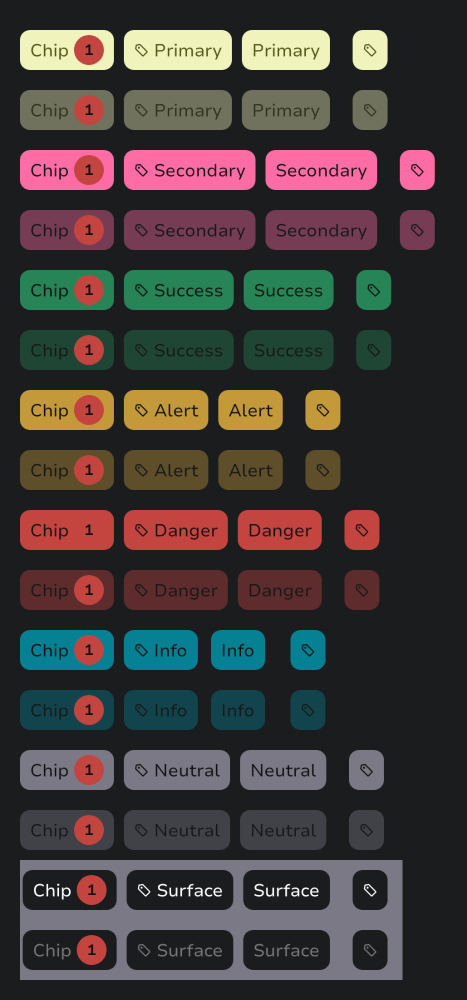 Chip 1 Primary Primary
Chip 1 Primary Primary
Chip 1 Secondary Secondary
Chip 1 Secondary Secondary
Chip 1 Success Success
Chip 1 Success Success
Chip 1 Alert Alert
Chip 1 Alert Alert
Chip 1 Danger Danger
Chip 1 Danger Danger
Chip 1 Info Info
Chip 1 Info Info
Chip 1 Neutral Neutral
Chip 1 Neutral Neutral
Chip 1 Surface Surface
Chip 1 Surface Surface